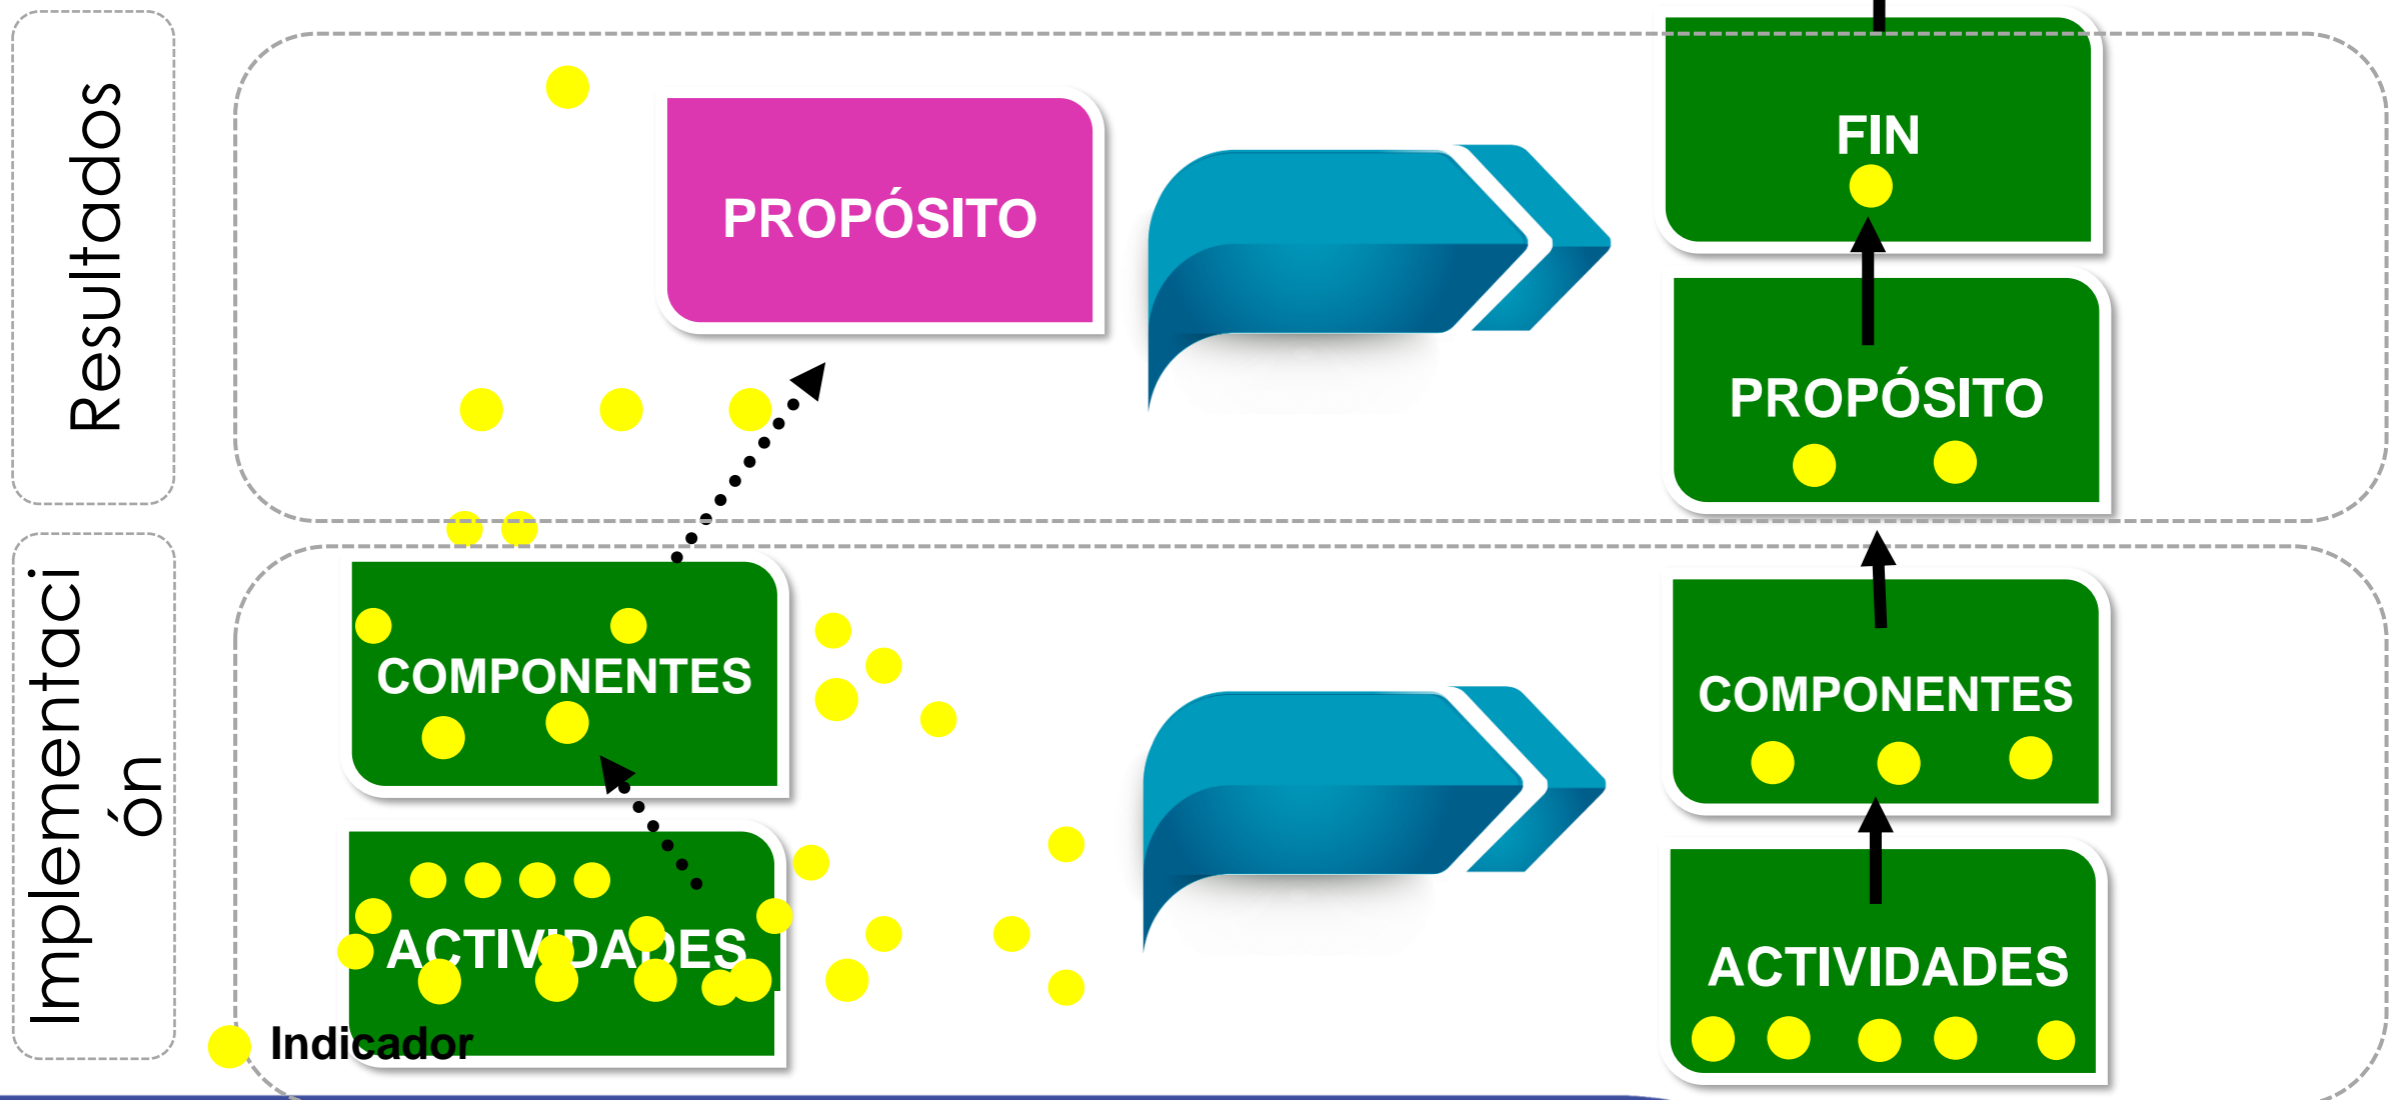 Resultados
PROPÓSITO
FIN
PROPÓSITO
Implementaci
ón
COMPONENTES
COMPONENTES
ACTIVIDADES
ACTIVIDADES
Indicador